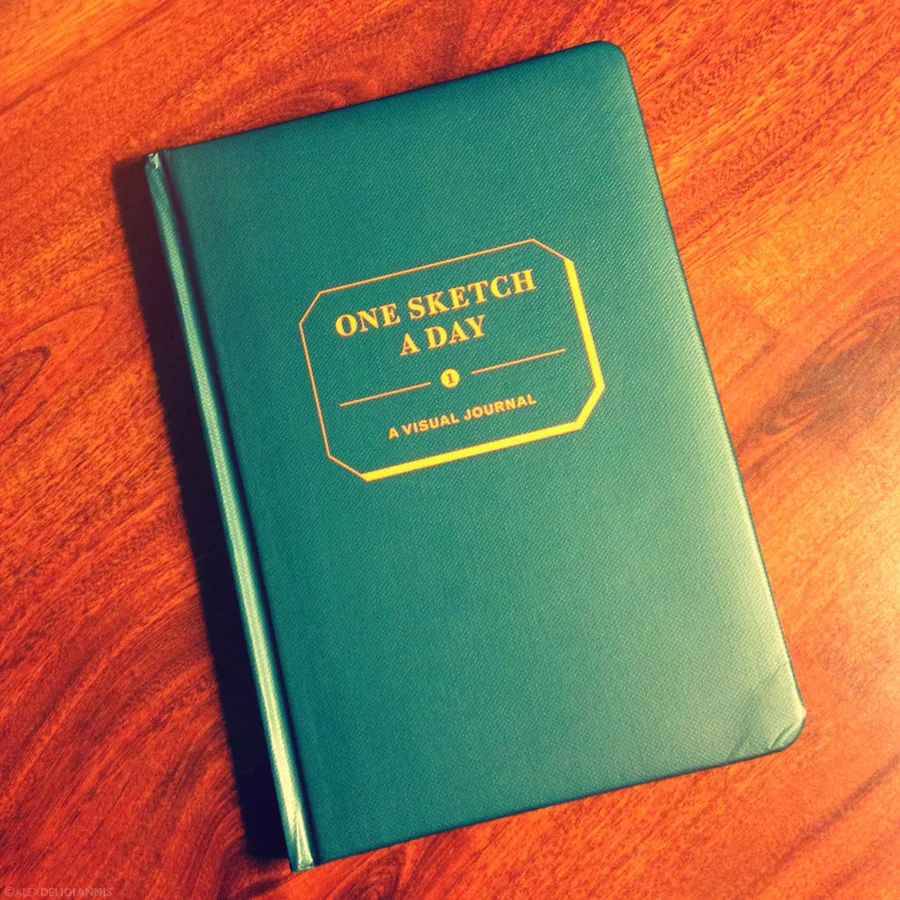 ONE SKETCH
A DAY
1
A VISUAL JOURNAL
©ALEXDELIGIANNIS